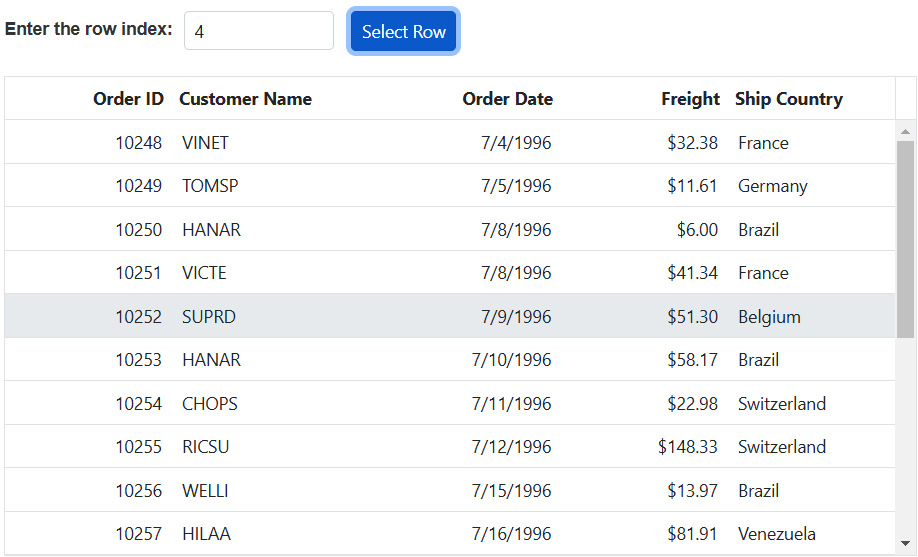 Enter the row index: 4 Select Row
Order ID Customer Name Order Date Freight Ship Country
10248 VINET 7/4/1996 $32.38 France
10249 TOMSP 7/5/1996 $11.61 Germany
10250 HANAR 7/8/1996 $6.00 Brazil
10251 VICTE 7/8/1996 $41.34 France
10252 SUPRD 7/9/1996 $51.30 Belgium
10253 HANAR 7/10/1996 $58.17 Brazil
10254 CHOPS 7/11/1996 $22.98 Switzerland
10255 RICSU 7/12/1996 $148.33 Switzerland
10256 WELLI 7/15/1996 $13.97 Brazil
10257 HILAA 7/16/1996 $81.91 Venezuela